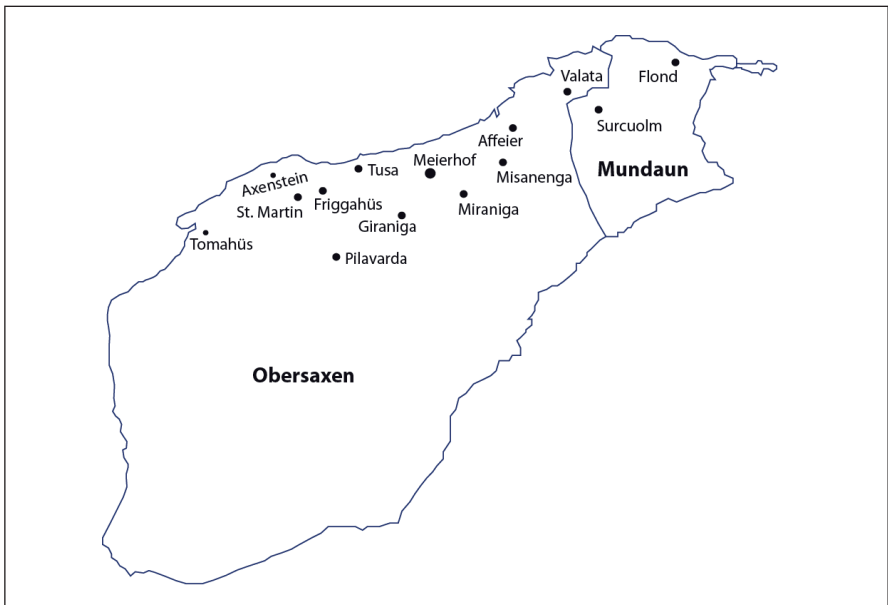 Valata
Flond
Surcuolm
Mundaun
Affeier
Meierhof
Misanenga
Tusa
Axenstein
Friggahüs
St. Martin
Miraniga
Giraniga
Tomahüs
Pilavarda
Obersaxen